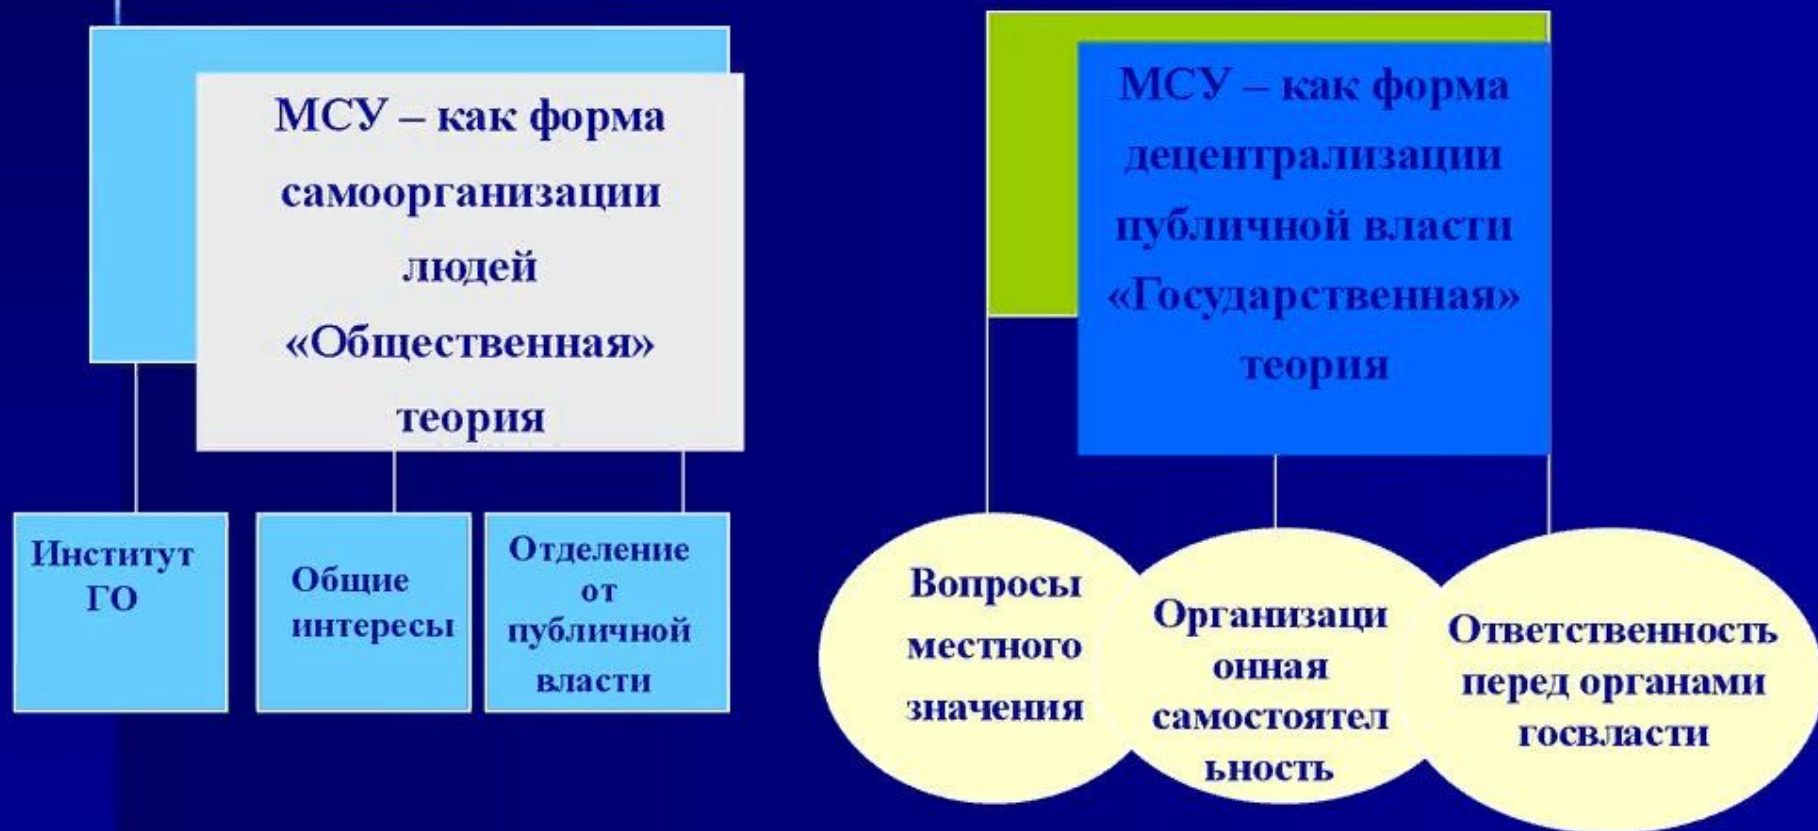 МСУ – как форма
самоорганизации
людей
«Общественная»
теория
Институт
ГО
Общие
интересы
Отделение
от
публичной
власти
МСУ – как форма
децентрализации
публичной власти
«Государственная»
теория
Вопросы
местного
значения
Организаци
онная
самостоятел
ьность
Ответственность
перед органами
госвласти